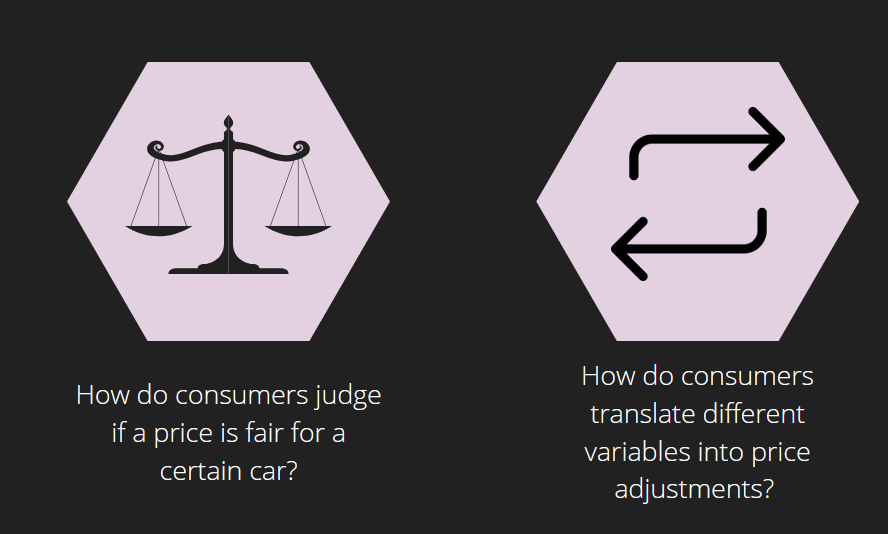 How do consumers judge
if a price is fair for a
certain car?
How do consumers
translate different
variables into price
adjustments?